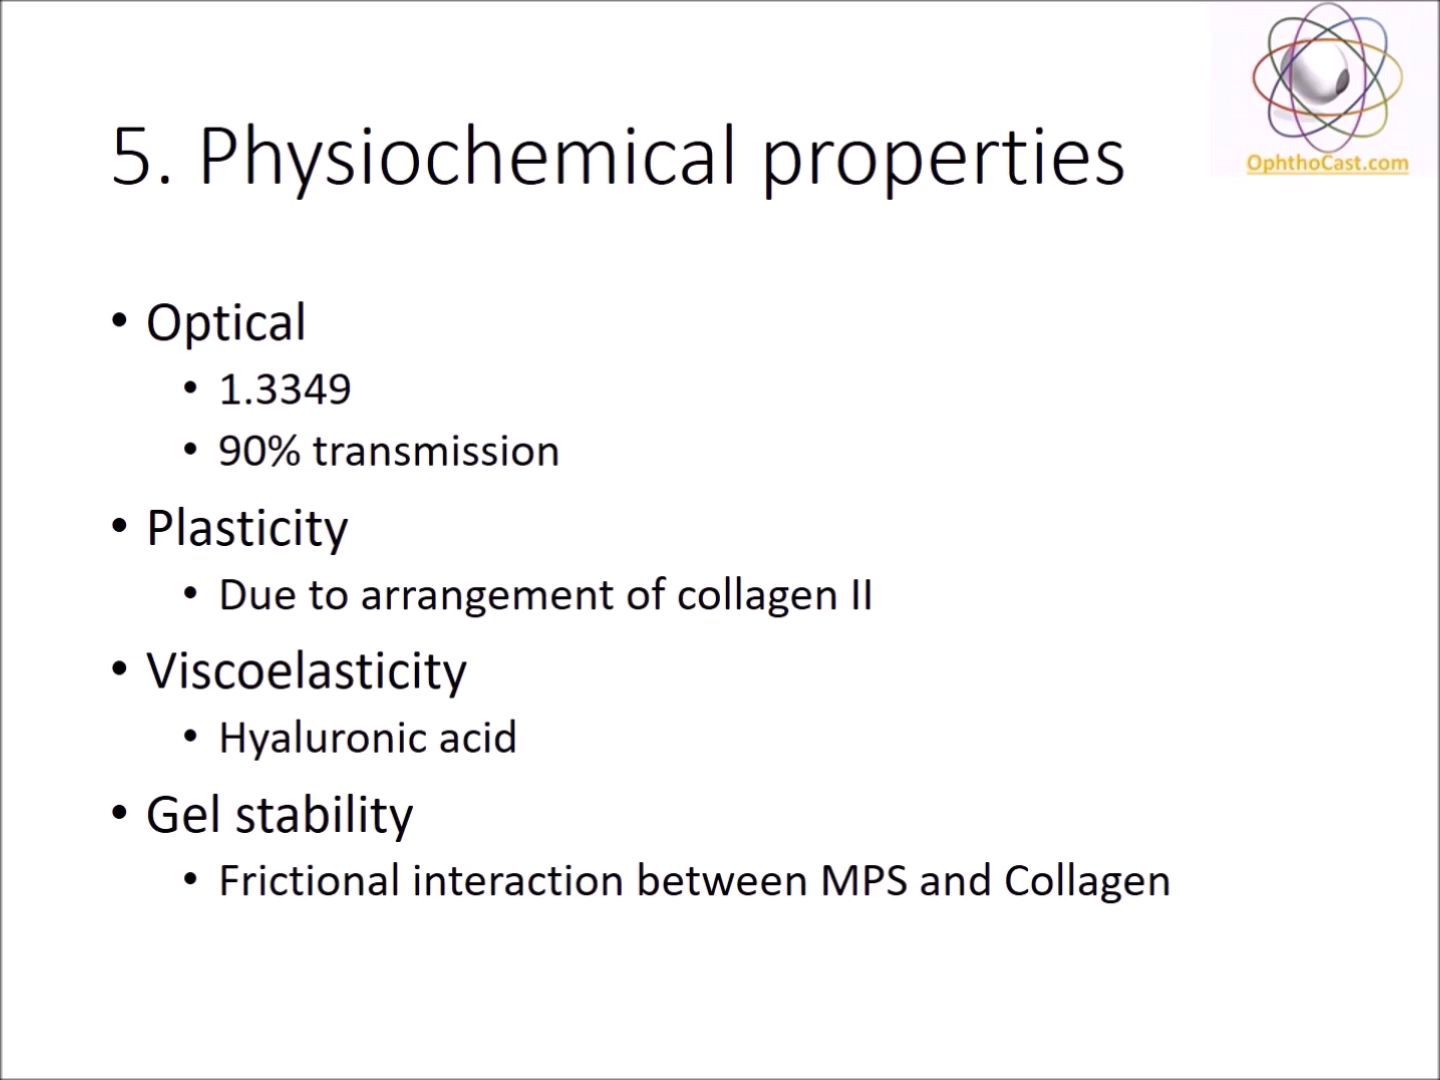 OphthoCast.com
5. Physiochemical properties
• Optical
• 1.3349
• 90% transmission
• Plasticity
• Due to arrangement of collagen II
• Viscoelasticity
• Hyaluronic acid
• Gel stability
• Frictional interaction between MPS and Collagen